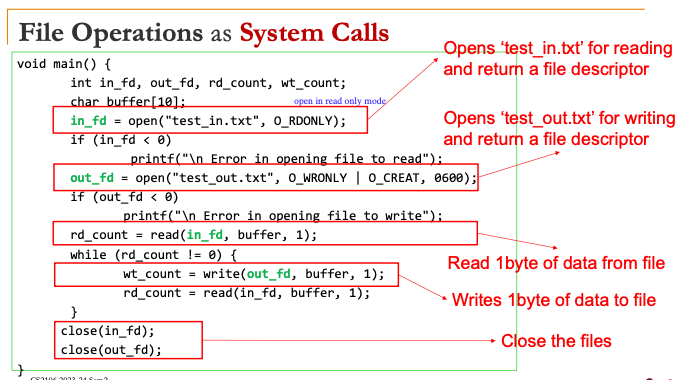 File Operations as System Calls
Opens ‘test_in.txt’ for reading
and return a file descriptor
void main() {
int in_fd, out_fd, rd_count, wt_count;
char buffer[10];
open in read only mode
in_fd = open("test_in.txt", O_RDONLY);
if (in_fd < 0)
printf("\n Error in opening file to read");
Opens ‘test_out.txt’ for writing
and return a file descriptor
out_fd = open("test_out.txt", O_WRONLY | O_CREAT, 0600);
if (out_fd < 0)
printf("\n Error in opening file to write");
rd_count = read(in_fd, buffer, 1);
Read 1byte of data from file
while (rd_count != 0) {
wt_count = write(out_fd, buffer, 1);
Writes 1byte of data to file
rd_count = read(in_fd, buffer, 1);
}
close(in_fd);
close(out_fd);
Close the files
}
CS2106 2023-24 Sem2